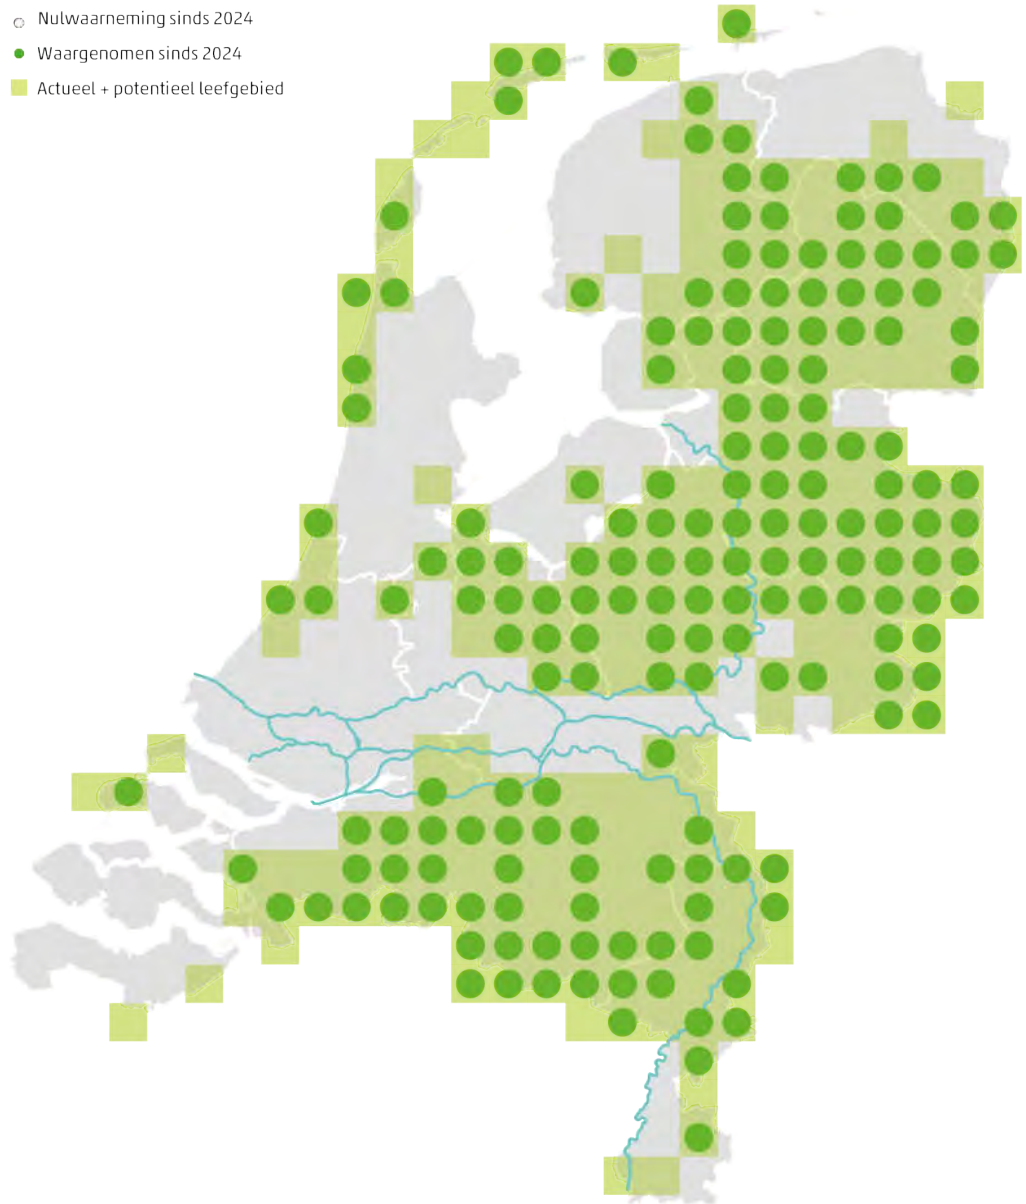 Nulwaarneming sinds 2024
Waargenomen sinds 2024
Actueel + potentieel leefgebied